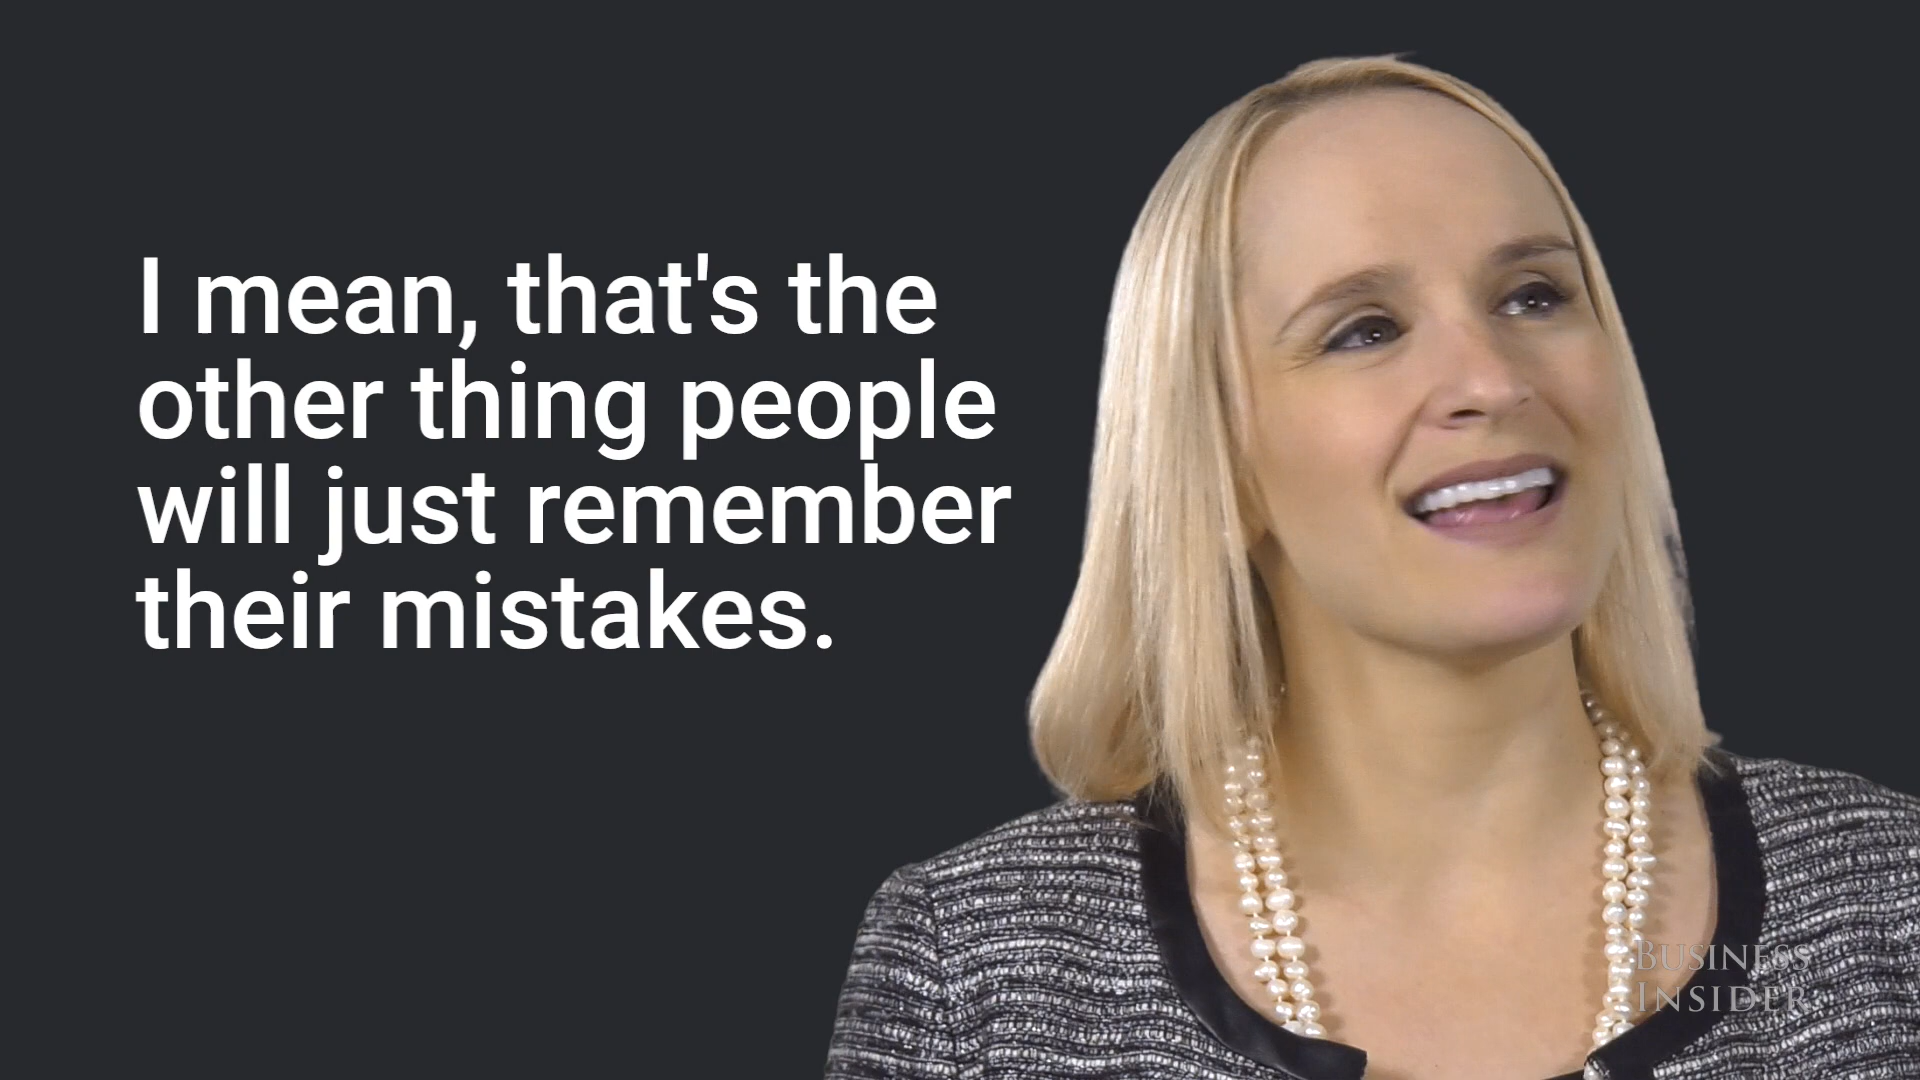 I mean, that's the
other thing people
will just remember
their mistakes.
BUSINESS
INSIDER